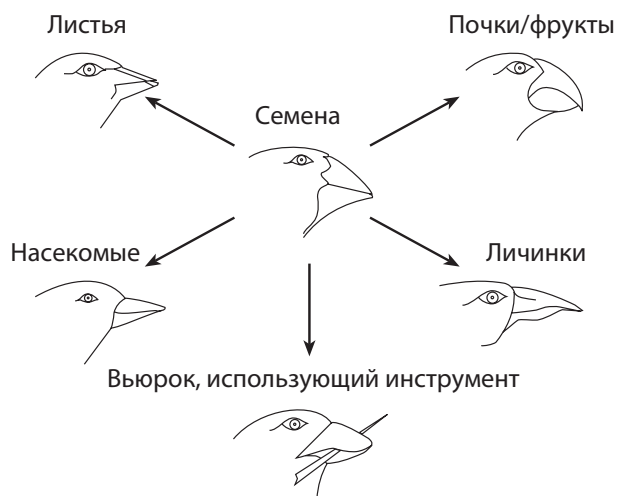 Листья
Почки/фрукты
Семена
Насекомые
Личинки
Вьюрок, использующий инструмент